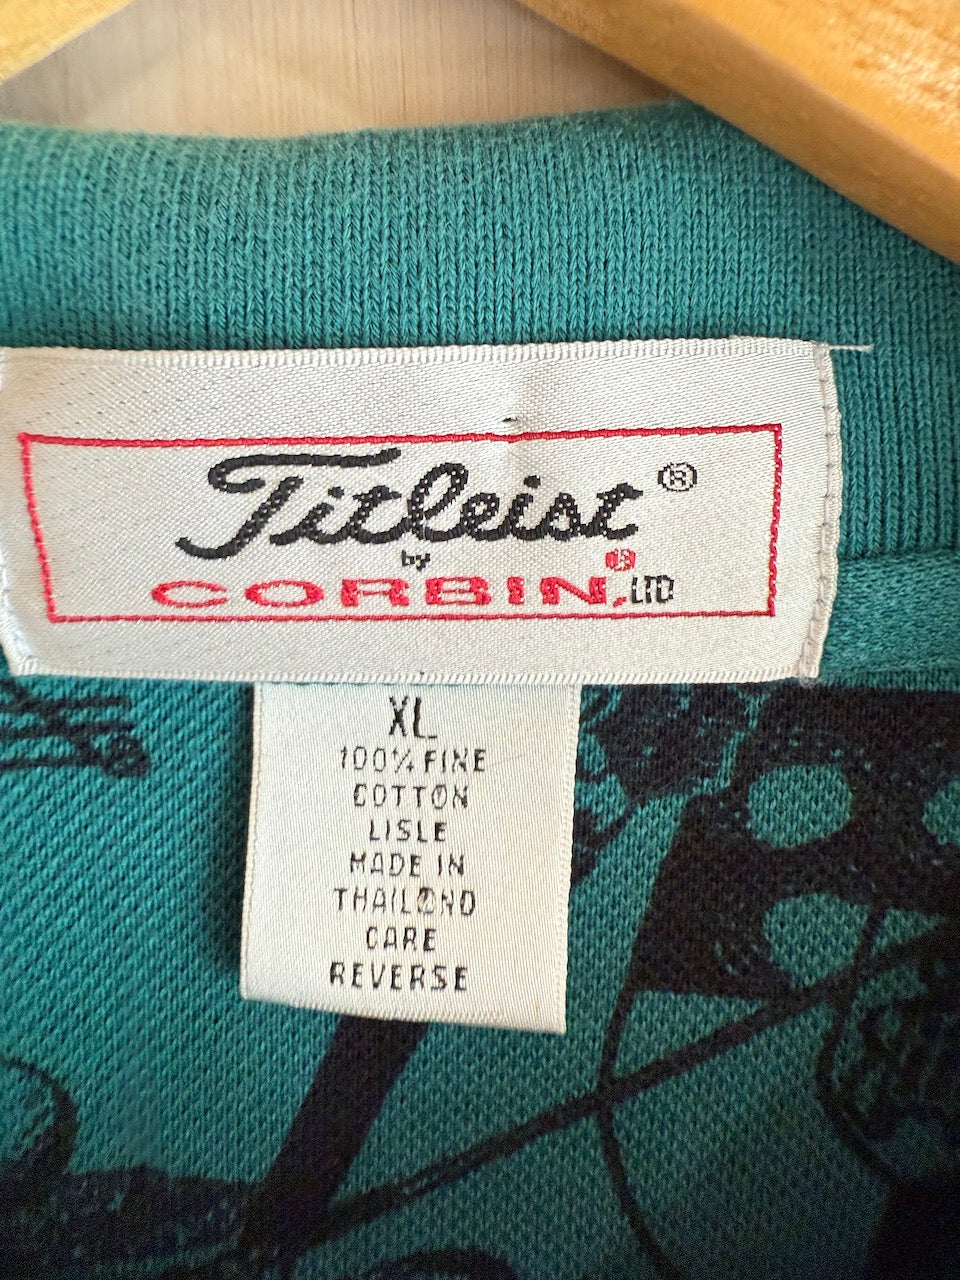 Titleist®
by
CORBIN, LTD
XL
100% FINE
COTTON
LISLE
MADE IN
THAILAND
CARE
REVERSE